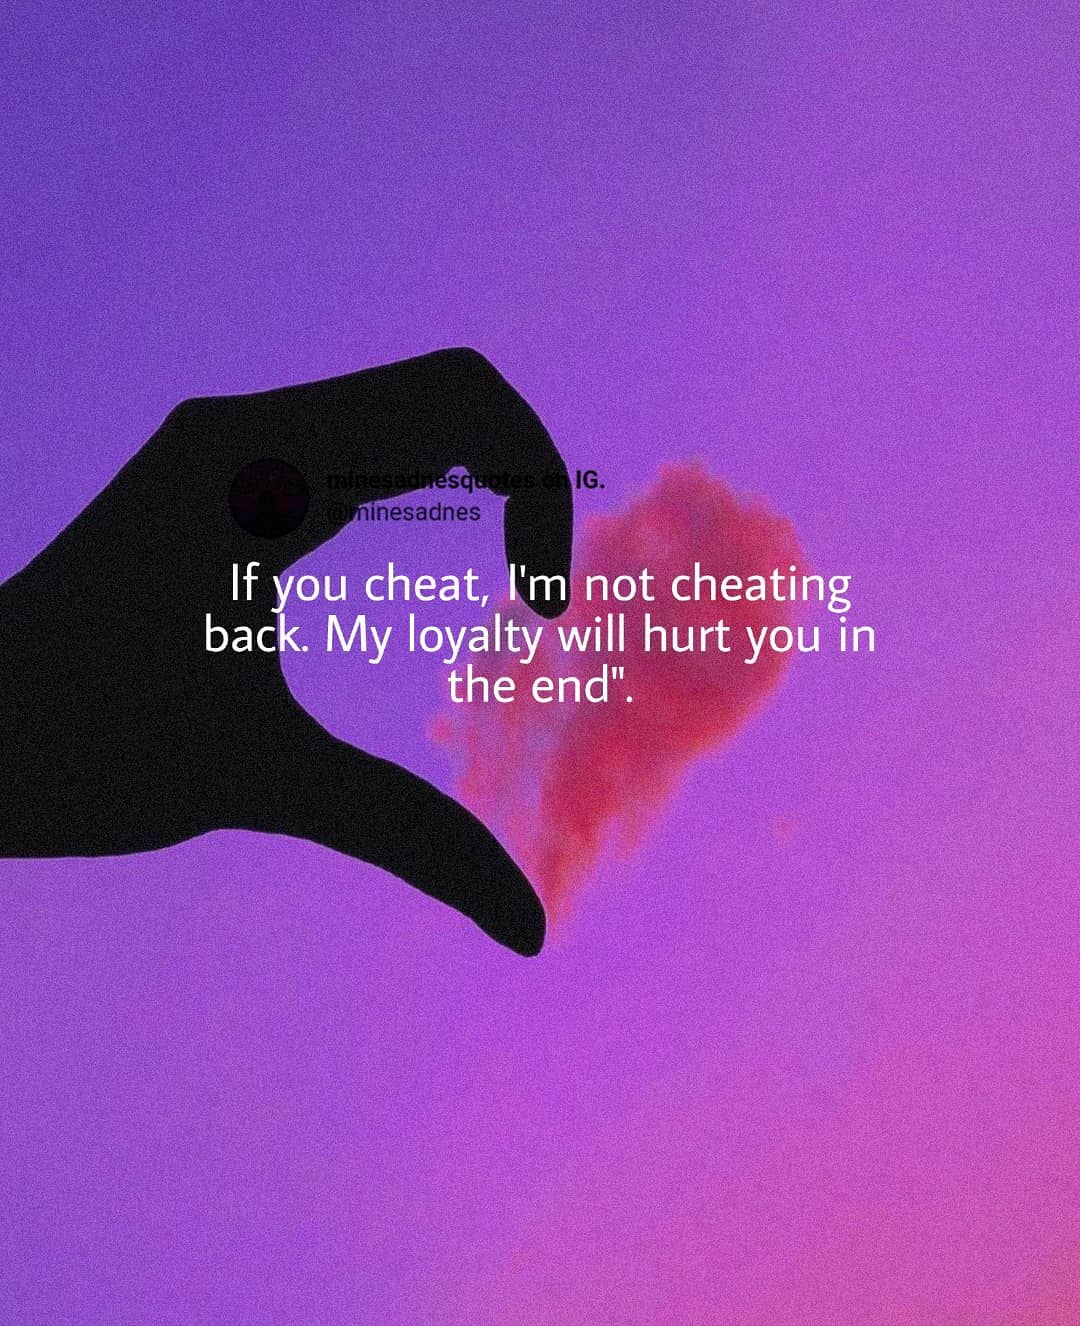 minesadnesquotes on IG.
@minesadnes
If you cheat, I'm not cheating
back. My loyalty will hurt you in
the end".